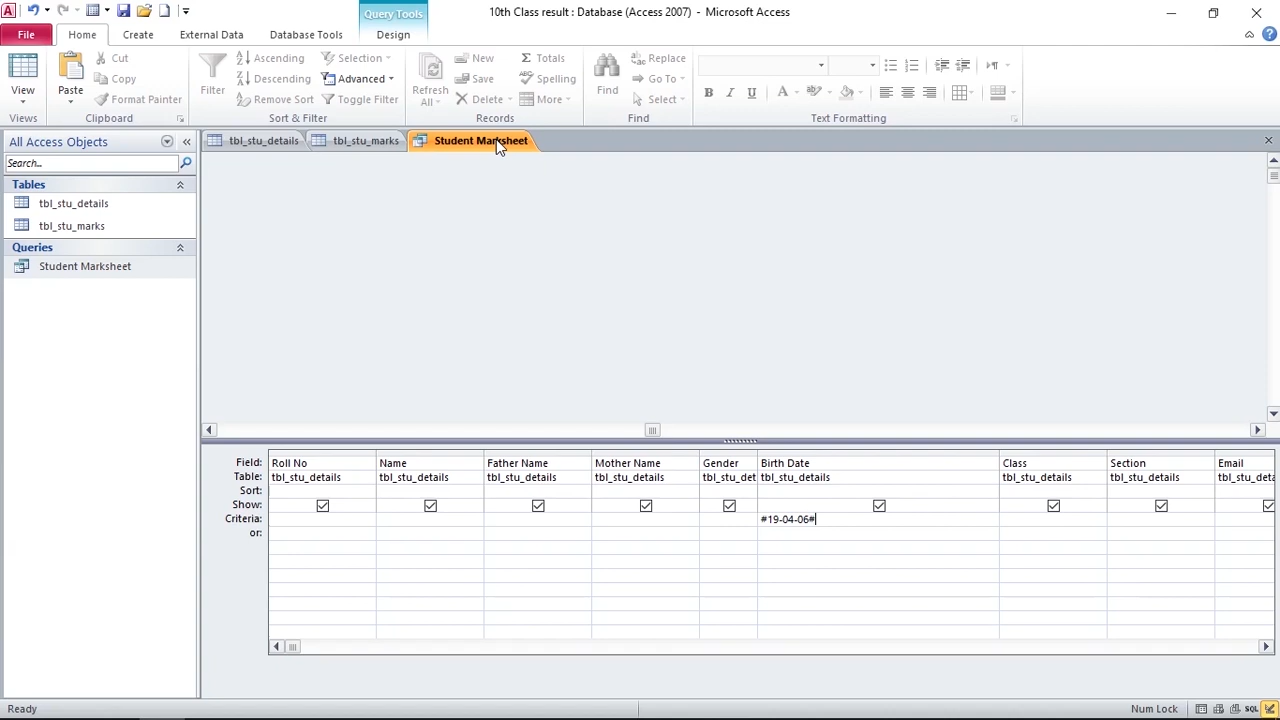 10th Class result : Database (Access 2007) - Microsoft Access
Query Tools
File Home Create External Data Database Tools Design
View
Views
Paste
Cut
Copy
Format Painter
Clipboard
Filter
Ascending
Descending
Remove Sort
Selection
Advanced
Toggle Filter
Sort & Filter
Refresh All
New
Save
Delete
Totals
Spelling
More
Records
Find
Replace
Go To
Select
Find
B I U A
Text Formatting
All Access Objects
Search...
Tables
tbl_stu_details
tbl_stu_marks
Queries
Student Marksheet
tbl_stu_details tbl_stu_marks Student Marksheet
Field: Roll No Name Father Name Mother Name Gender Birth Date Class Section Email
Table: tbl_stu_details tbl_stu_details tbl_stu_details tbl_stu_details tbl_stu_det tbl_stu_details tbl_stu_details tbl_stu_details tbl_stu_deta
Sort:
Show:
Criteria: #19-04-06#
or:
Ready
Num Lock
SQL